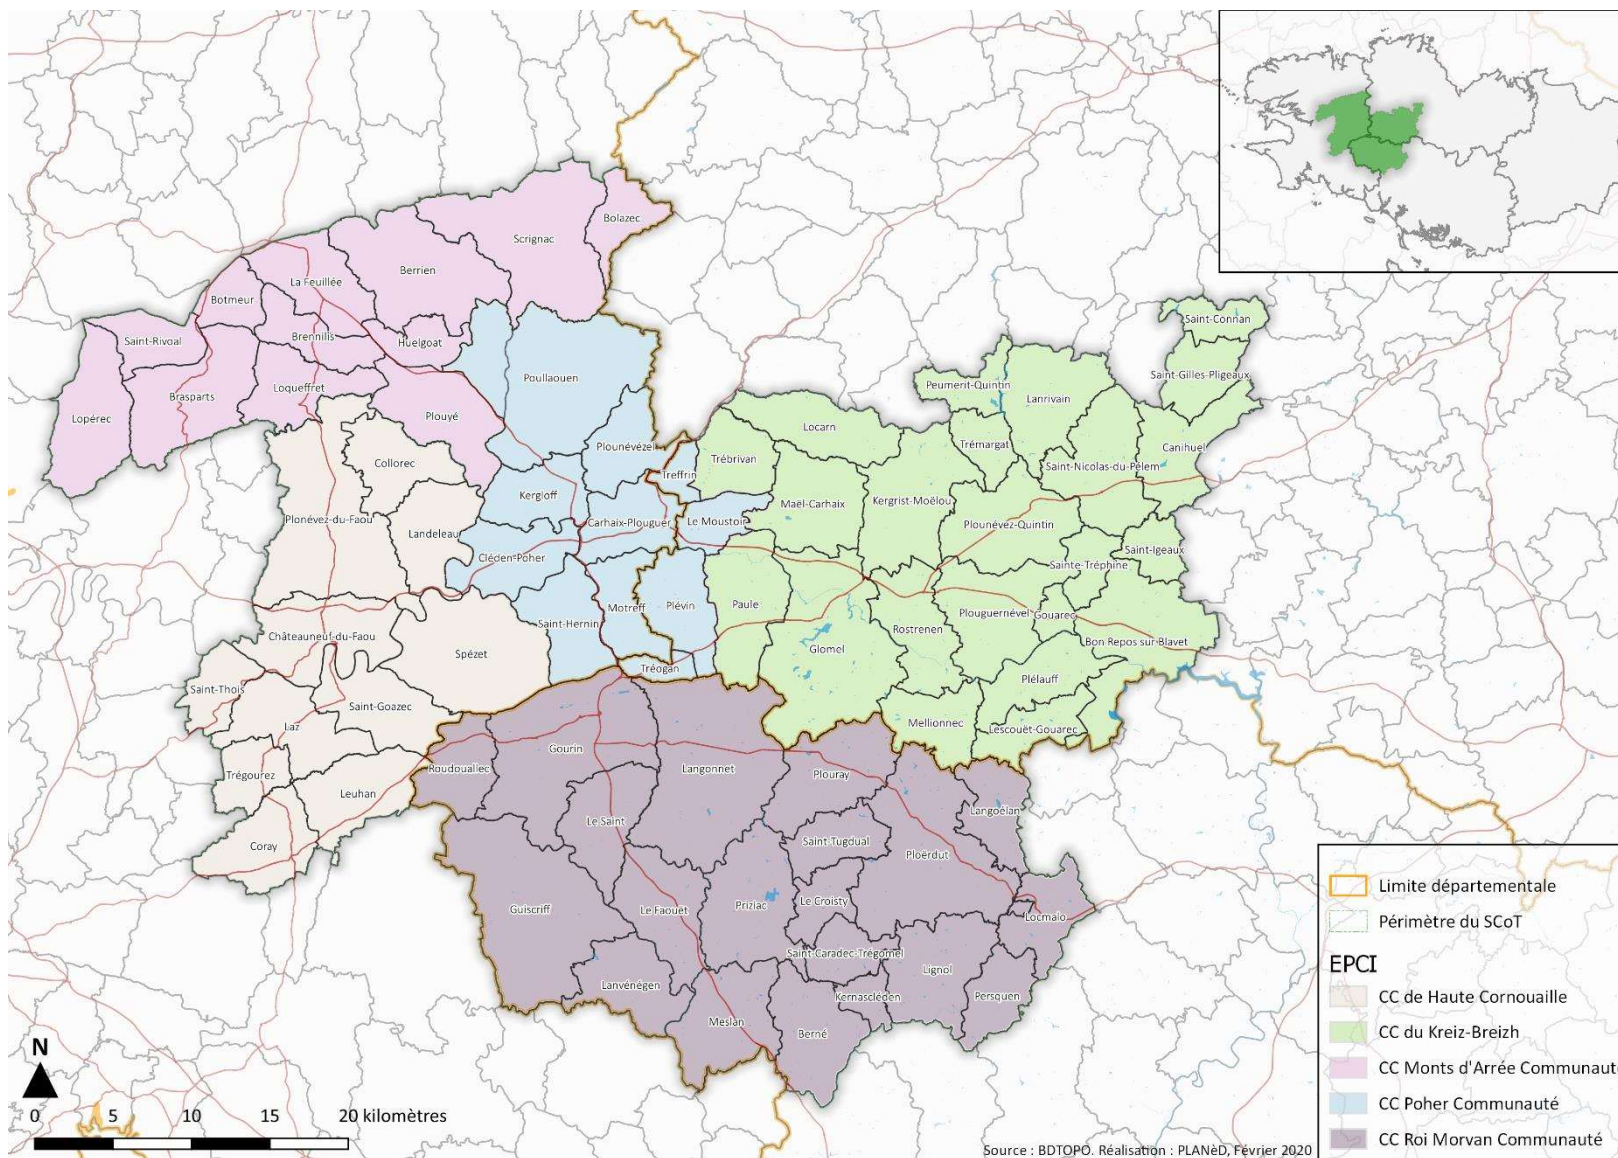 Bolazec
Scrignac
Berrien
La Feuillée
Botmeur
Saint-Connan
Brennilis
Huelgoat
Saint-Rivoal
Saint-Gilles-Pligeaux
Poullaouen
Peumerit-Quintin
Loqueffret
Brasparts
Lanrivain
Lopérec
Plouyé
Locarn
Plounévézel
Trémargat
Canihuel
Trébrivan
Collorec
Saint-Nicolas-du-Pélem
Treffrin
Kergloff
Maël-Carhaix
Kergrist-Moëlou
Plonévez-du-Faou
Carhaix-Plouguer
Le Moustoir
Plounévez-Quintin
Landeleau
Saint-Igeaux
Cléden-Poher
Sainte-Tréphine
Paule
Plévin
Motreff
Plouguernével
Gouarec
Saint-Hernin
Rostrenen
Châteauneuf-du-Faou
Bon Repos sur Blavet
Glomel
Spézet
Tréogan
Plélauff
Saint-Thois
Saint-Goazec
Mellionnec
Laz
Lescouët-Gouarec
Gourin
Roudouallec
Langonnet
Plouray
Trégourez
Leuhan
Langoëlan
Le Saint
Saint-Tugdual
Coray
Ploërdut
Le Croisty
Priziac
Guiscriff
Le Faouët
Locmalo
Saint-Caradec-Trégomel
Lignol
Lanvénégen
Kernascléden
Persquen
Meslan
Berné
Limite départementale
Périmètre du SCoT
EPCI
CC de Haute Cornouaille
CC du Kreiz-Breizh
CC Monts d'Arrée Communauté
CC Poher Communauté
CC Roi Morvan Communauté
N
0 5 10 15 20 kilomètres
Source : BDTOPO. Réalisation : PLANèD, Février 2020